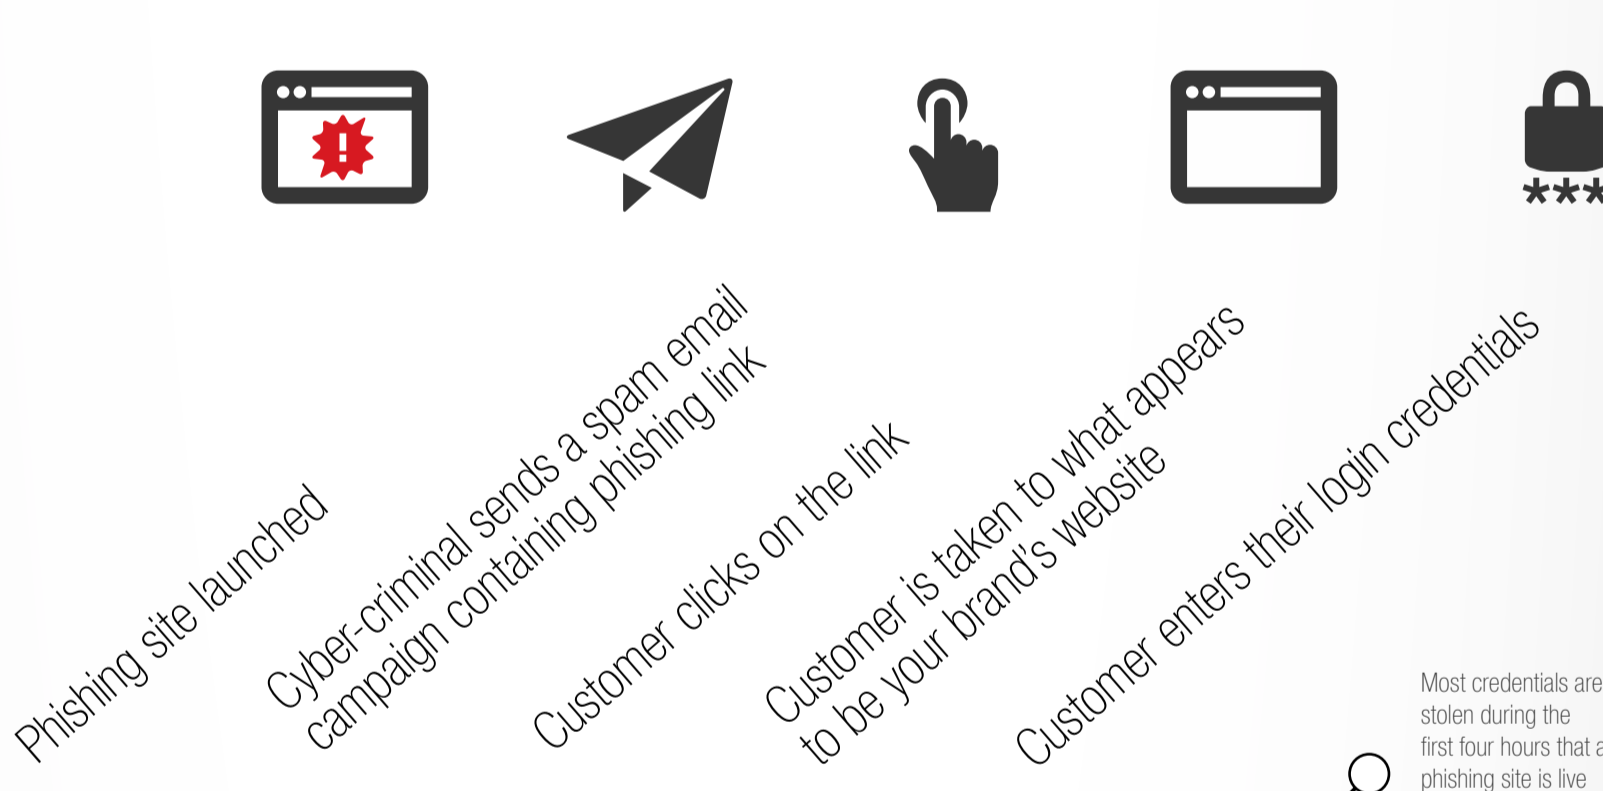 ***
Phishing site launched
Cyber-criminal sends a spam email
campaign containing phishing link
Customer clicks on the link
Customer is taken to what appears
to be your brand's website
Customer enters their login credentials
Most credentials are
stolen during the
first four hours that a
phishing site is live